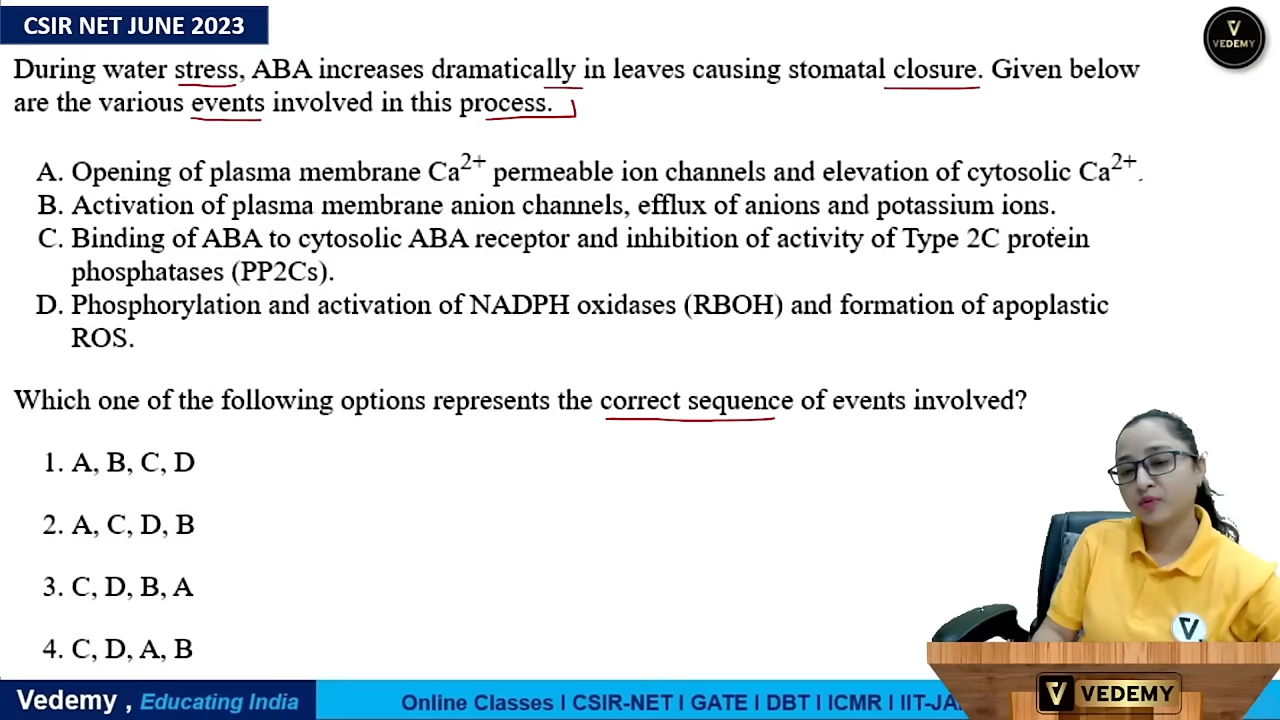 CSIR NET JUNE 2023
VEDEMY
During water stress, ABA increases dramatically in leaves causing stomatal closure. Given below
are the various events involved in this process.
A. Opening of plasma membrane Ca2+ permeable ion channels and elevation of cytosolic Ca2+.
B. Activation of plasma membrane anion channels, efflux of anions and potassium ions.
C. Binding of ABA to cytosolic ABA receptor and inhibition of activity of Type 2C protein
phosphatases (PP2Cs).
D. Phosphorylation and activation of NADPH oxidases (RBOH) and formation of apoplastic
ROS.
Which one of the following options represents the correct sequence of events involved?
1. A, B, C, D
2. A, C, D, B
3. C, D, B, A
4. C, D, A, B
VEDEMY
Vedemy , Educating India
Online Classes I CSIR-NET I GATE I DBT I ICMR I IIT-JA